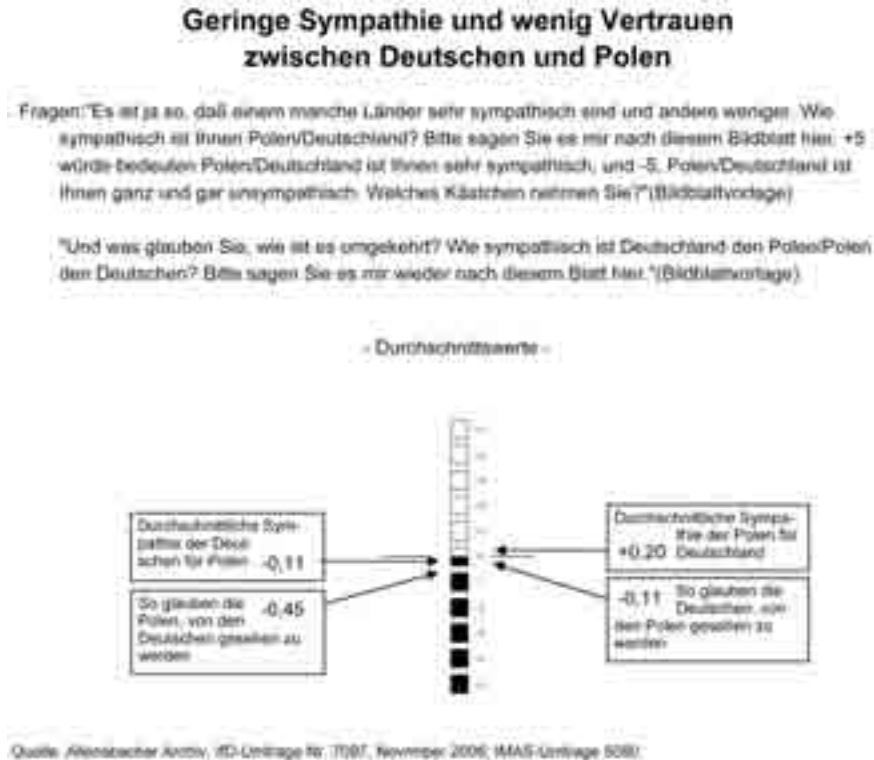 Geringe Sympathie und wenig Vertrauen
zwischen Deutschen und Polen
Fragen:"Es ist ja so, daß einem manche Länder sehr sympathisch sind und andere weniger. Wie
sympathisch ist Ihnen Polen/Deutschland? Bitte sagen Sie es mir nach diesem Bildblatt hier. +5
würde bedeuten Polen/Deutschland ist Ihnen sehr sympathisch, und -5, Polen/Deutschland ist
Ihnen ganz und gar unsympathisch. Welches Kästchen nehmen Sie?"(Bildblattvorlage)
"Und was glauben Sie, wie ist es umgekehrt? Wie sympathisch ist Deutschland den Polen/Polen
den Deutschen? Bitte sagen Sie es mir wieder nach diesem Blatt hier."(Bildblattvorlage)
- Durchschnittswerte -
Durchschnittliche Sym-
pathie der Deut
schen für Polen -0,11
So glauben die -0,45
Polen, von den
Deutschen gesehen zu
werden
Durchschnittliche Sympa-
thie der Polen für
+0,20 Deutschland
-0,11 So glauben die
Deutschen, von
den Polen gesehen zu
werden
Quelle: Allensbacher Archiv, IfD-Umfrage Nr. 7097, November 2006; IMAS-Umfrage